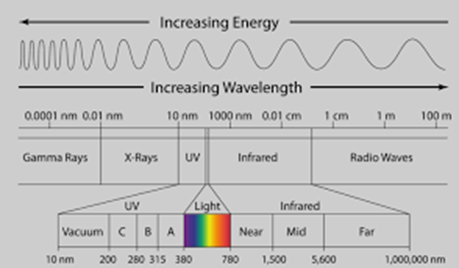 Increasing Energy
Increasing Wavelength
0.0001 nm 0.01 nm 10 nm 1000 nm 0.01 cm 1 cm 1 m 100 m
Gamma Rays X-Rays UV Infrared Radio Waves
UV Light Infrared
Vacuum C B A Near Mid Far
10 nm 200 280 315 380 780 1,500 5,600 1,000,000 nm